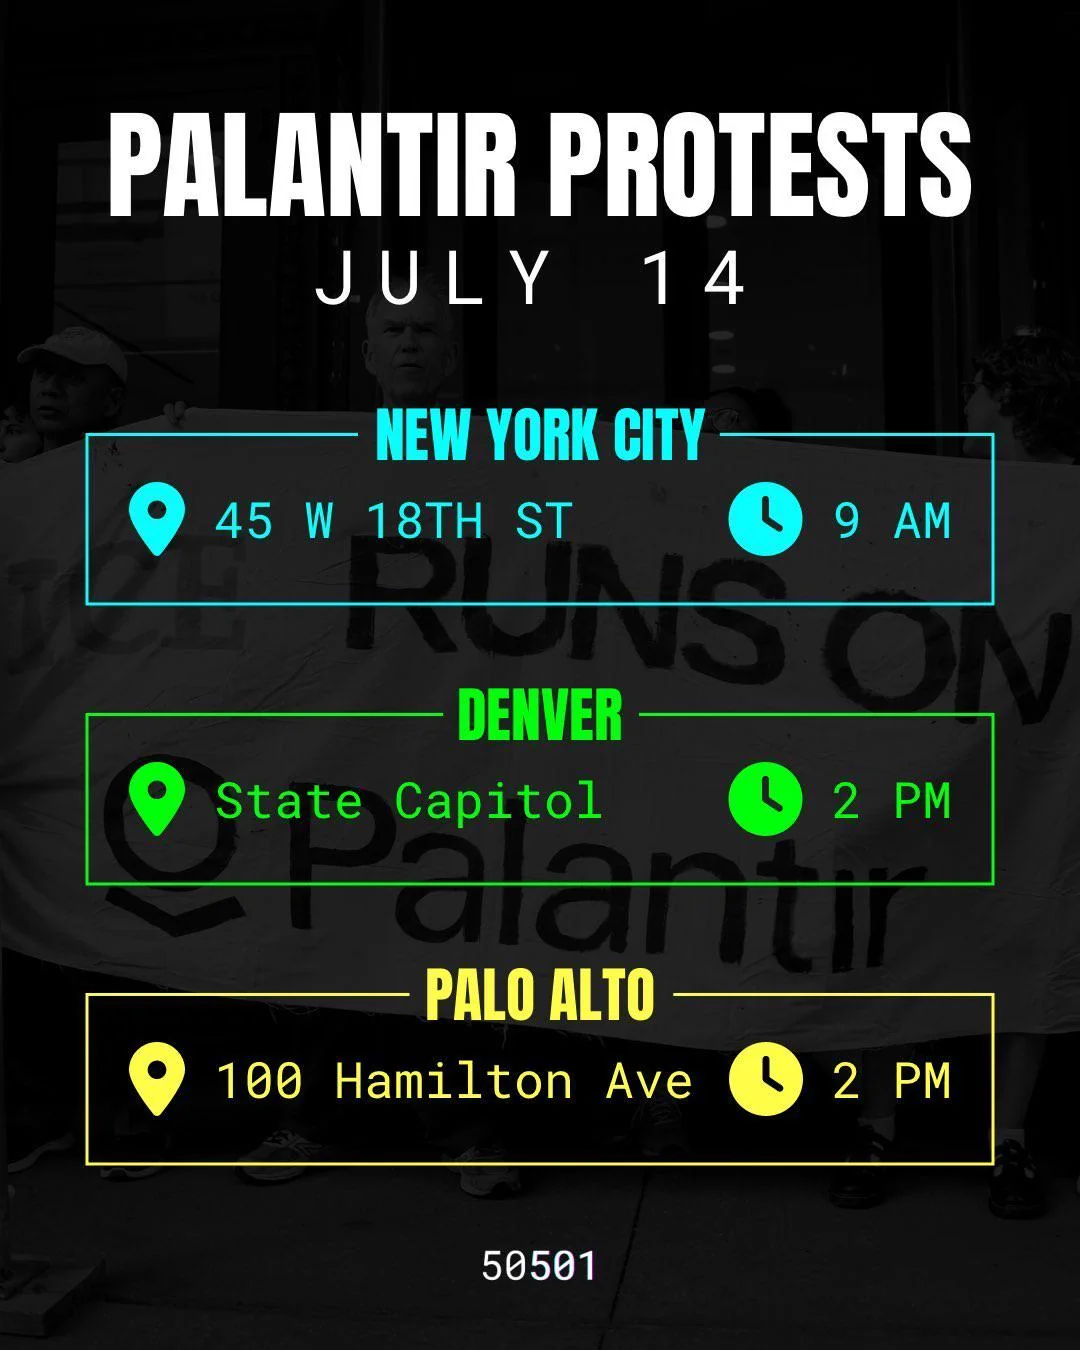 PALANTIR PROTESTS
JULY 14
NEW YORK CITY
45 W 18TH ST 9 AM
ICE RUNS ON
DENVER
State Capitol 2 PM
Palantir
PALO ALTO
100 Hamilton Ave 2 PM
50501